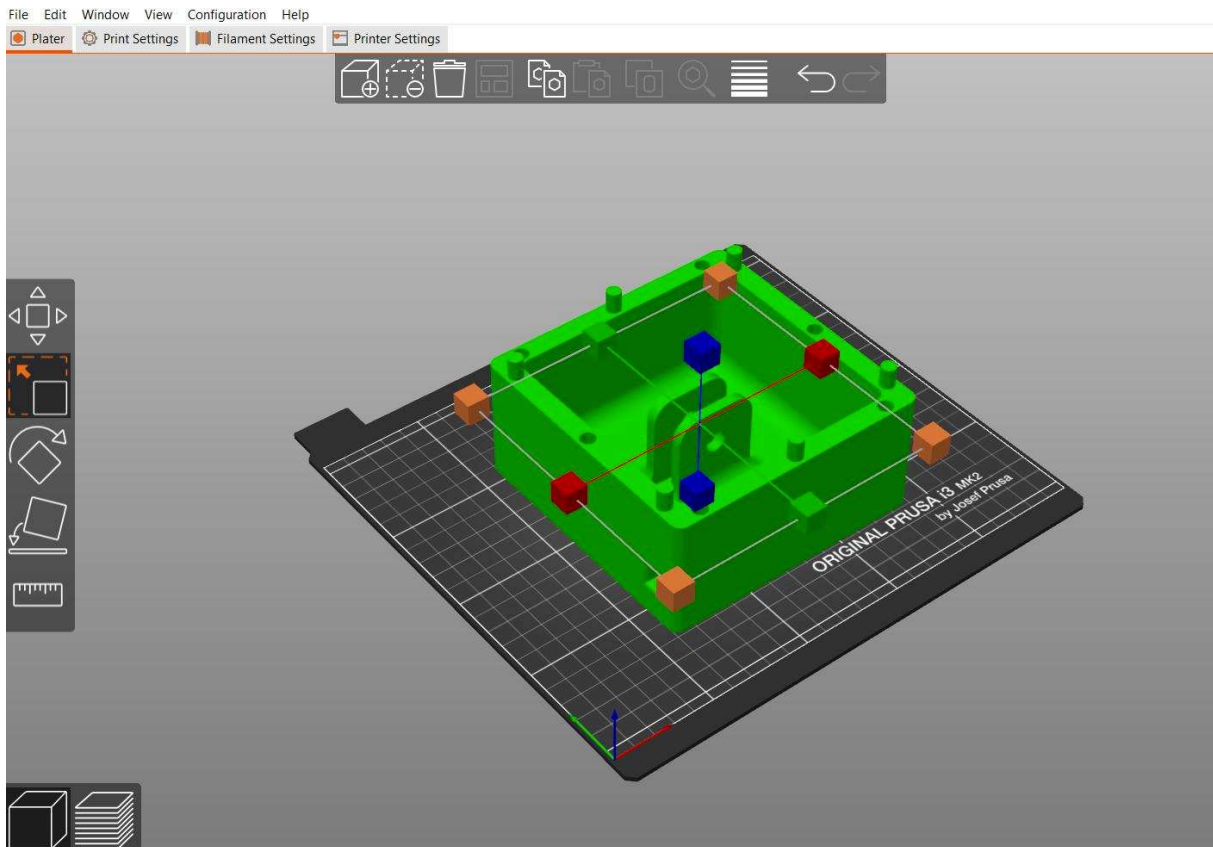 File Edit Window View Configuration Help
Plater Print Settings Filament Settings Printer Settings
ORIGINAL PRUSA i3 MK2
by Josef Prusa